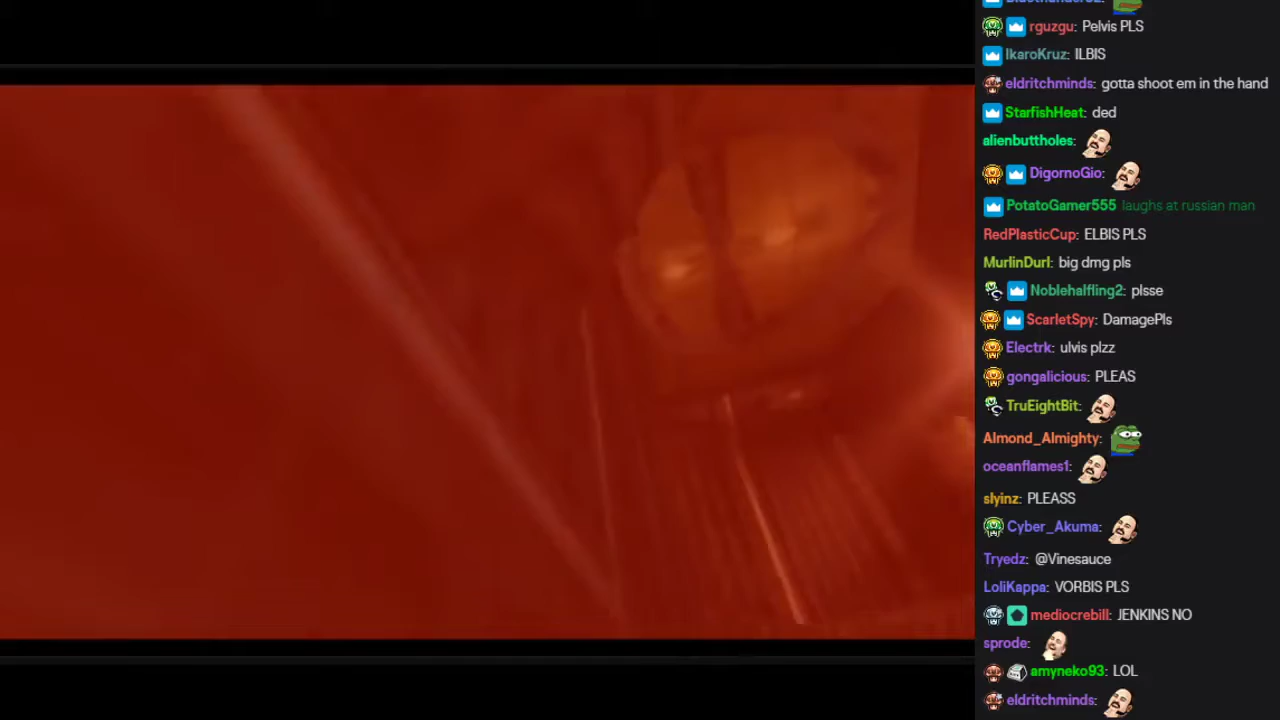 rguzgu: Pelvis PLS
IkaroKruz: ILBIS
eldritchminds: gotta shoot em in the hand
StarfishHeat: ded
alienbuttholes:
DigornoGio:
PotatoGamer555 laughs at russian man
RedPlasticCup: ELBIS PLS
MurlinDurl: big dmg pls
Noblehalfling2: plsse
ScarletSpy: DamagePls
Electrk: ulvis plzz
gongalicious: PLEAS
TruEightBit:
Almond_Almighty:
oceanflames1:
slyinz: PLEASS
Cyber_Akuma:
Tryedz: @Vinesauce
LoliKappa: VORBIS PLS
mediocrebill: JENKINS NO
sprode:
amyneko93: LOL
eldritchminds: